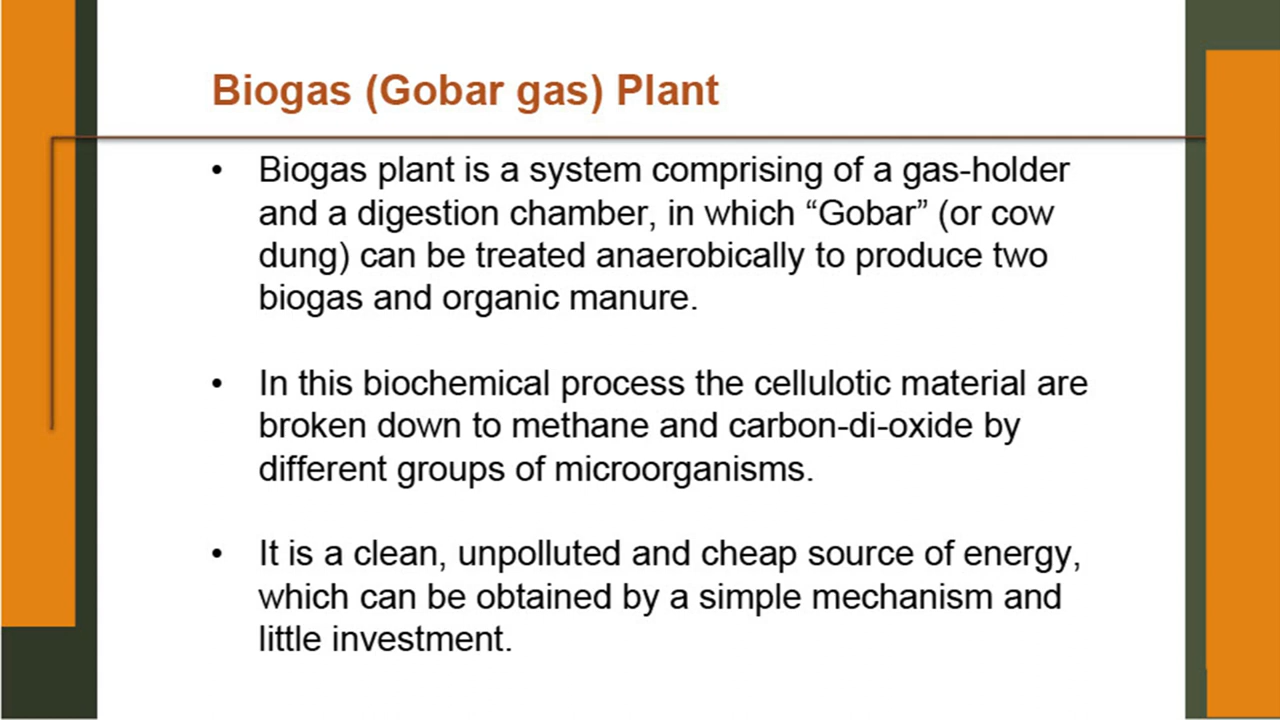 Biogas (Gobar gas) Plant
• Biogas plant is a system comprising of a gas-holder
and a digestion chamber, in which “Gobar” (or cow
dung) can be treated anaerobically to produce two
biogas and organic manure.
• In this biochemical process the cellulotic material are
broken down to methane and carbon-di-oxide by
different groups of microorganisms.
• It is a clean, unpolluted and cheap source of energy,
which can be obtained by a simple mechanism and
little investment.